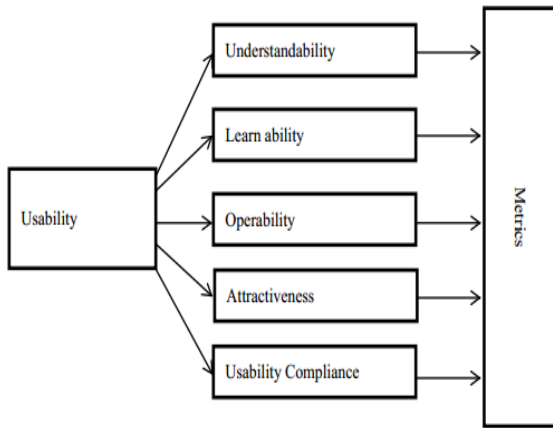 Understandability
Learn ability
Usability
Operability
Attractiveness
Usability Compliance
Metrics